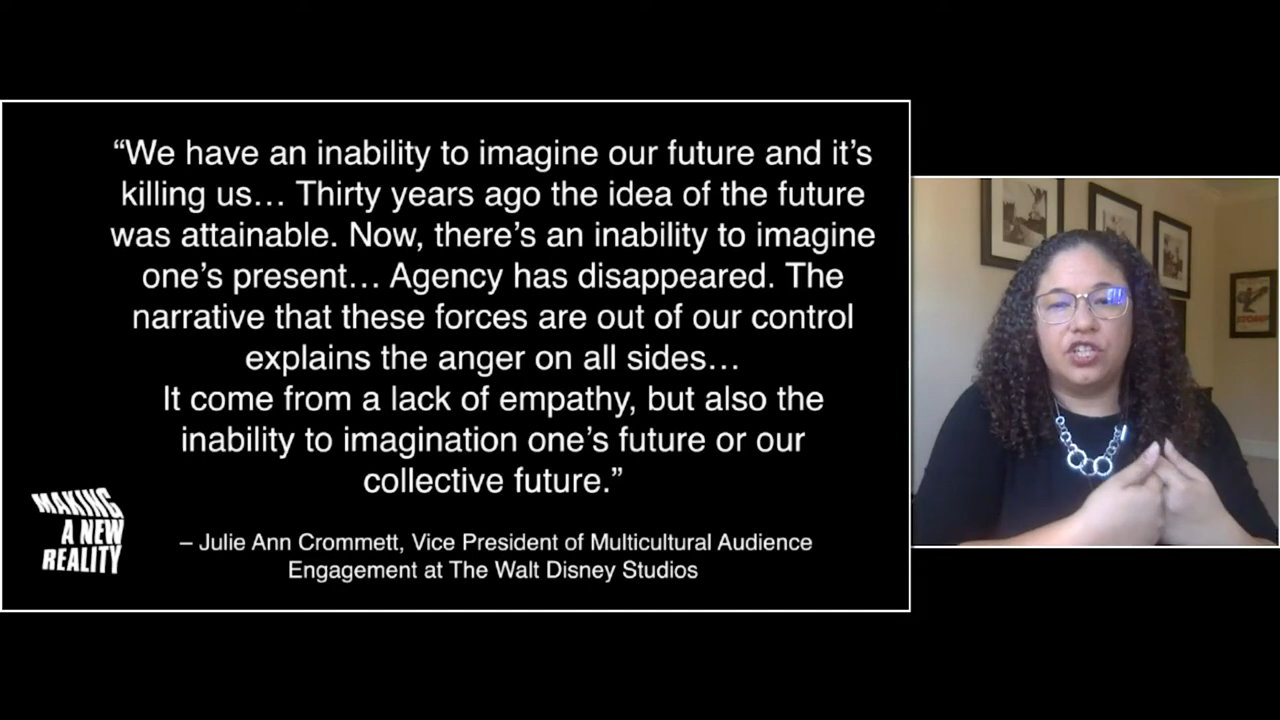 “We have an inability to imagine our future and it’s
killing us… Thirty years ago the idea of the future
was attainable. Now, there’s an inability to imagine
one’s present… Agency has disappeared. The
narrative that these forces are out of our control
explains the anger on all sides…
It come from a lack of empathy, but also the
inability to imagination one’s future or our
collective future.”
– Julie Ann Crommett, Vice President of Multicultural Audience
Engagement at The Walt Disney Studios
MAKING
A NEW
REALITY